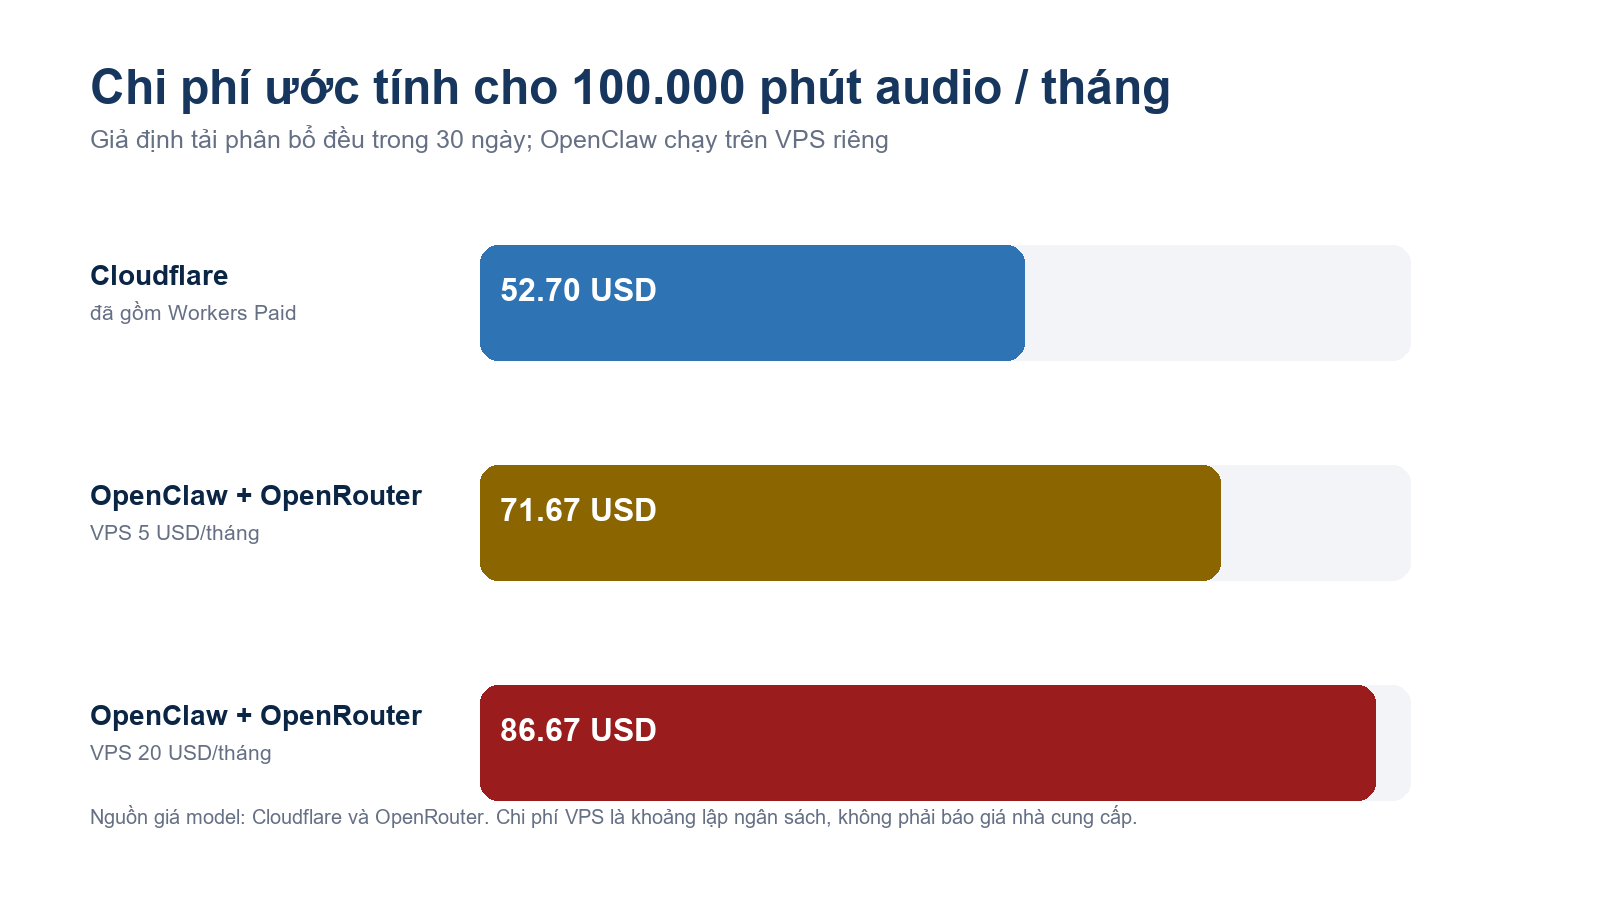 Chi phí ước tính cho 100.000 phút audio / tháng
Giả định tải phân bổ đều trong 30 ngày; OpenClaw chạy trên VPS riêng
Cloudflare
đã gồm Workers Paid
52.70 USD
OpenClaw + OpenRouter
VPS 5 USD/tháng
71.67 USD
OpenClaw + OpenRouter
VPS 20 USD/tháng
86.67 USD
Nguồn giá model: Cloudflare và OpenRouter. Chi phí VPS là khoảng lập ngân sách, không phải báo giá nhà cung cấp.